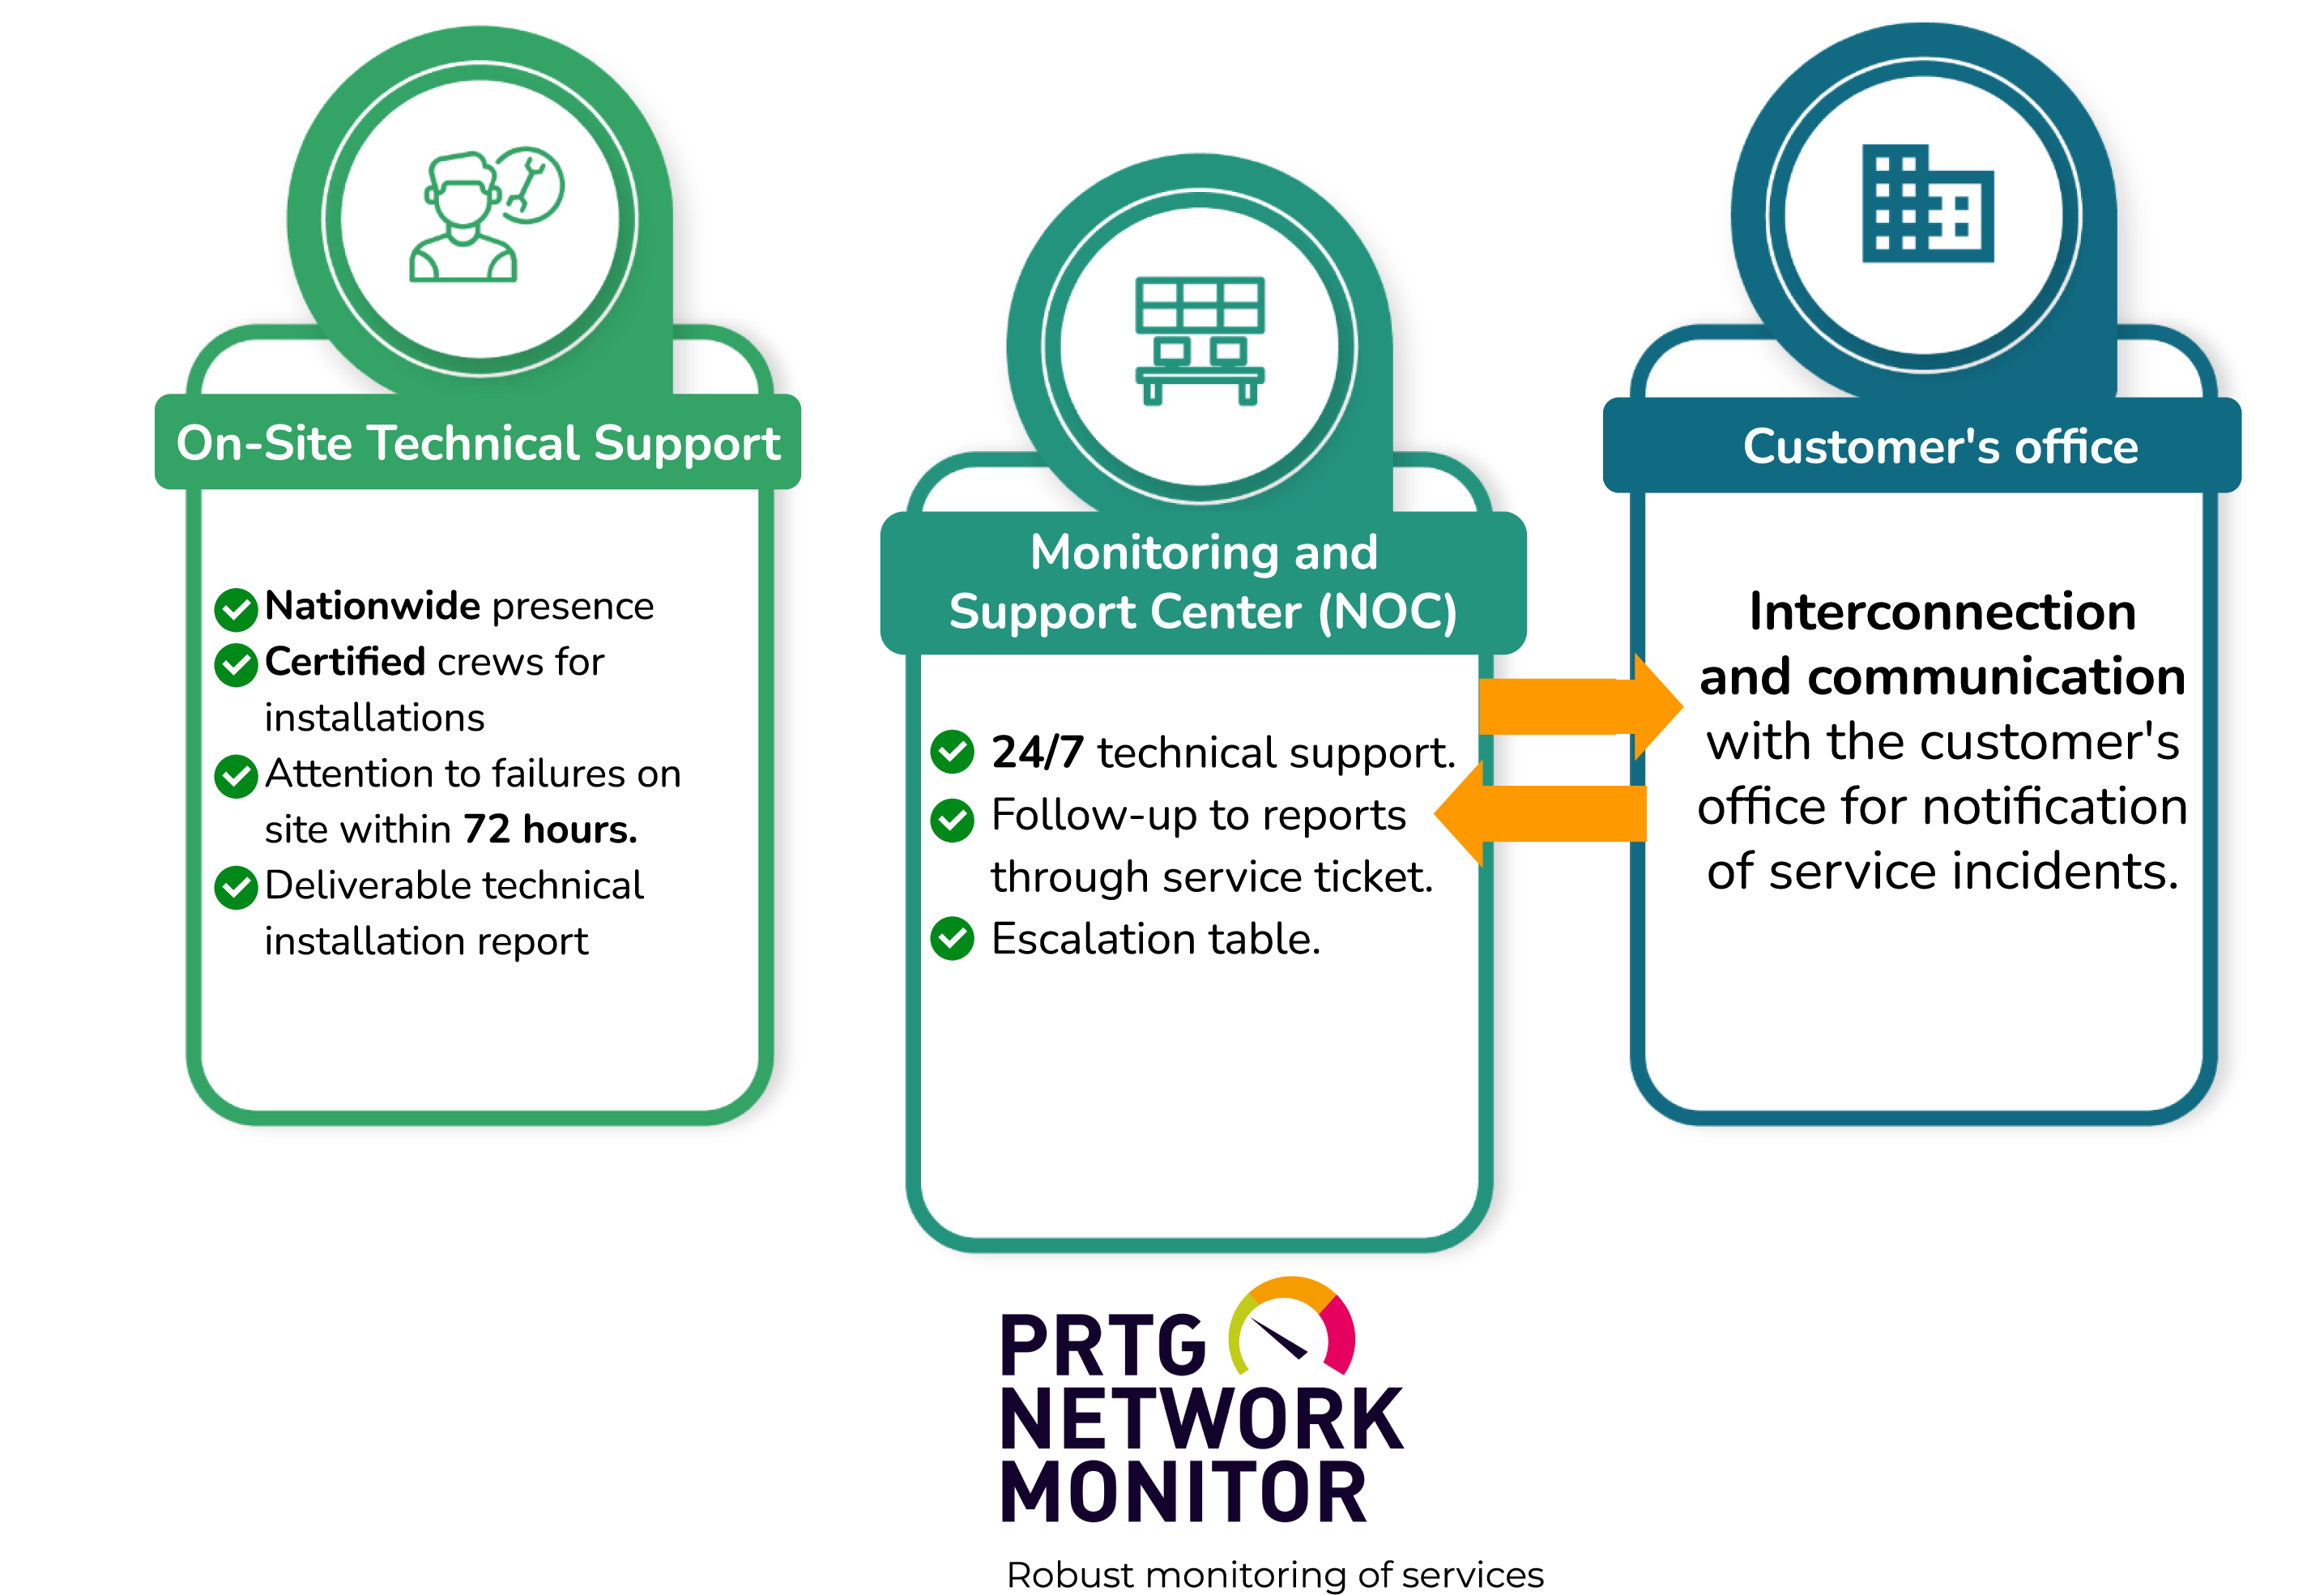 On-Site Technical Support
Nationwide presence
Certified crews for
installations
Attention to failures on
site within 72 hours.
Deliverable technical
installation report
Monitoring and
Support Center (NOC)
24/7 technical support.
Follow-up to reports
through service ticket.
Escalation table.
Customer's office
Interconnection
and communication
with the customer's
office for notification
of service incidents.
PRTG
NETWORK
MONITOR
Robust monitoring of services